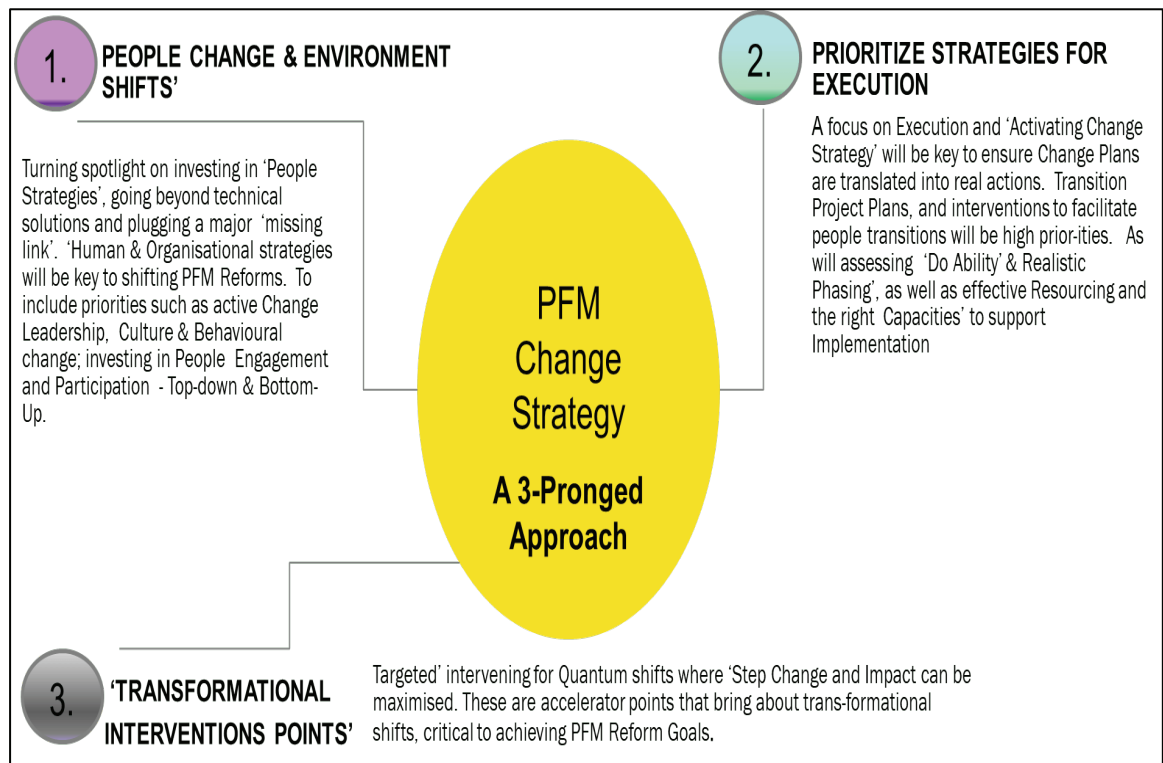 1.
PEOPLE CHANGE & ENVIRONMENT
SHIFTS’
Turning spotlight on investing in ‘People
Strategies’, going beyond technical
solutions and plugging a major ‘missing
link’. ‘Human & Organisational strategies
will be key to shifting PFM Reforms. To
include priorities such as active Change
Leadership, Culture & Behavioural
change; investing in People Engagement
and Participation - Top-down & Bottom-
Up.
2.
PRIORITIZE STRATEGIES FOR
EXECUTION
A focus on Execution and ‘Activating Change
Strategy’ will be key to ensure Change Plans
are translated into real actions. Transition
Project Plans, and interventions to facilitate
people transitions will be high prior-ities. As
will assessing ‘Do Ability’ & Realistic
Phasing’, as well as effective Resourcing and
the right Capacities’ to support
Implementation
PFM
Change
Strategy
A 3-Pronged
Approach
3.
‘TRANSFORMATIONAL
INTERVENTIONS POINTS’
Targeted’ intervening for Quantum shifts where ‘Step Change and Impact can be
maximised. These are accelerator points that bring about trans-formational
shifts, critical to achieving PFM Reform Goals.